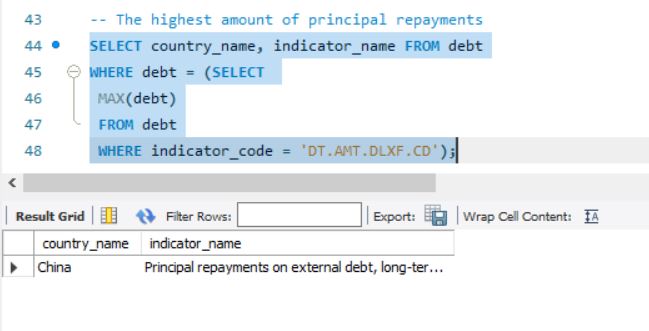 43 -- The highest amount of principal repayments
44 SELECT country_name, indicator_name FROM debt
45 WHERE debt = (SELECT
46 MAX(debt)
47 FROM debt
48 WHERE indicator_code = 'DT.AMT.DLXF.CD');
Result Grid Filter Rows: Export: Wrap Cell Content:
country_name indicator_name
China Principal repayments on external debt, long-ter...